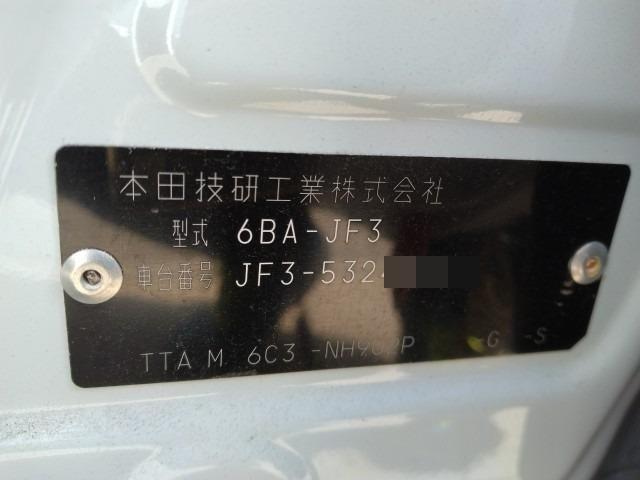 本田技研工業株式会社
型式 6BA-JF3
車台番号 JF3-532
TTA M 6C3 -NH902P -G -S